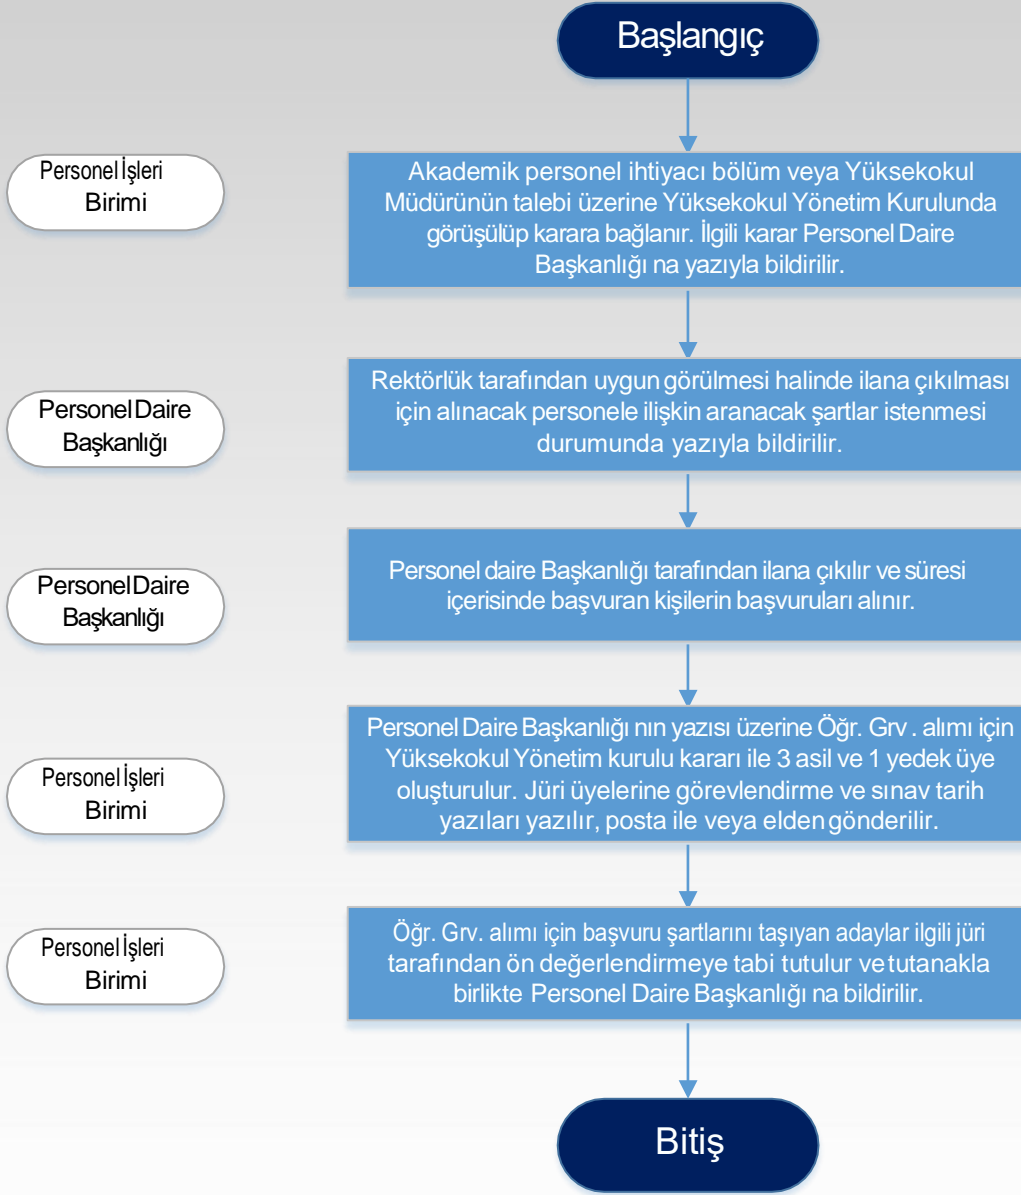 Başlangıç
Personel İşleri
Birimi
Akademik personel ihtiyacı bölüm veya Yüksekokul
Müdürünün talebi üzerine Yüksekokul Yönetim Kurulunda
görüşülüp karara bağlanır. İlgili karar Personel Daire
Başkanlığı na yazıyla bildirilir.
Personel Daire
Başkanlığı
Rektörlük tarafından uygun görülmesi halinde ilana çıkılması
için alınacak personele ilişkin aranacak şartlar istenmesi
durumunda yazıyla bildirilir.
Personel Daire
Başkanlığı
Personel daire Başkanlığı tarafından ilana çıkılır ve süresi
içerisinde başvuran kişilerin başvuruları alınır.
Personel İşleri
Birimi
Personel Daire Başkanlığı nın yazısı üzerine Öğr. Grv . alımı için
Yüksekokul Yönetim kurulu kararı ile 3 asil ve 1 yedek üye
oluşturulur. Jüri üyelerine görevlendirme ve sınav tarih
yazıları yazılır, posta ile veya elden gönderilir.
Personel İşleri
Birimi
Öğr. Grv. alımı için başvuru şartlarını taşıyan adaylar ilgili jüri
tarafından ön değerlendirmeye tabi tutulur ve tutanakla
birlikte Personel Daire Başkanlığı na bildirilir.
Bitiş